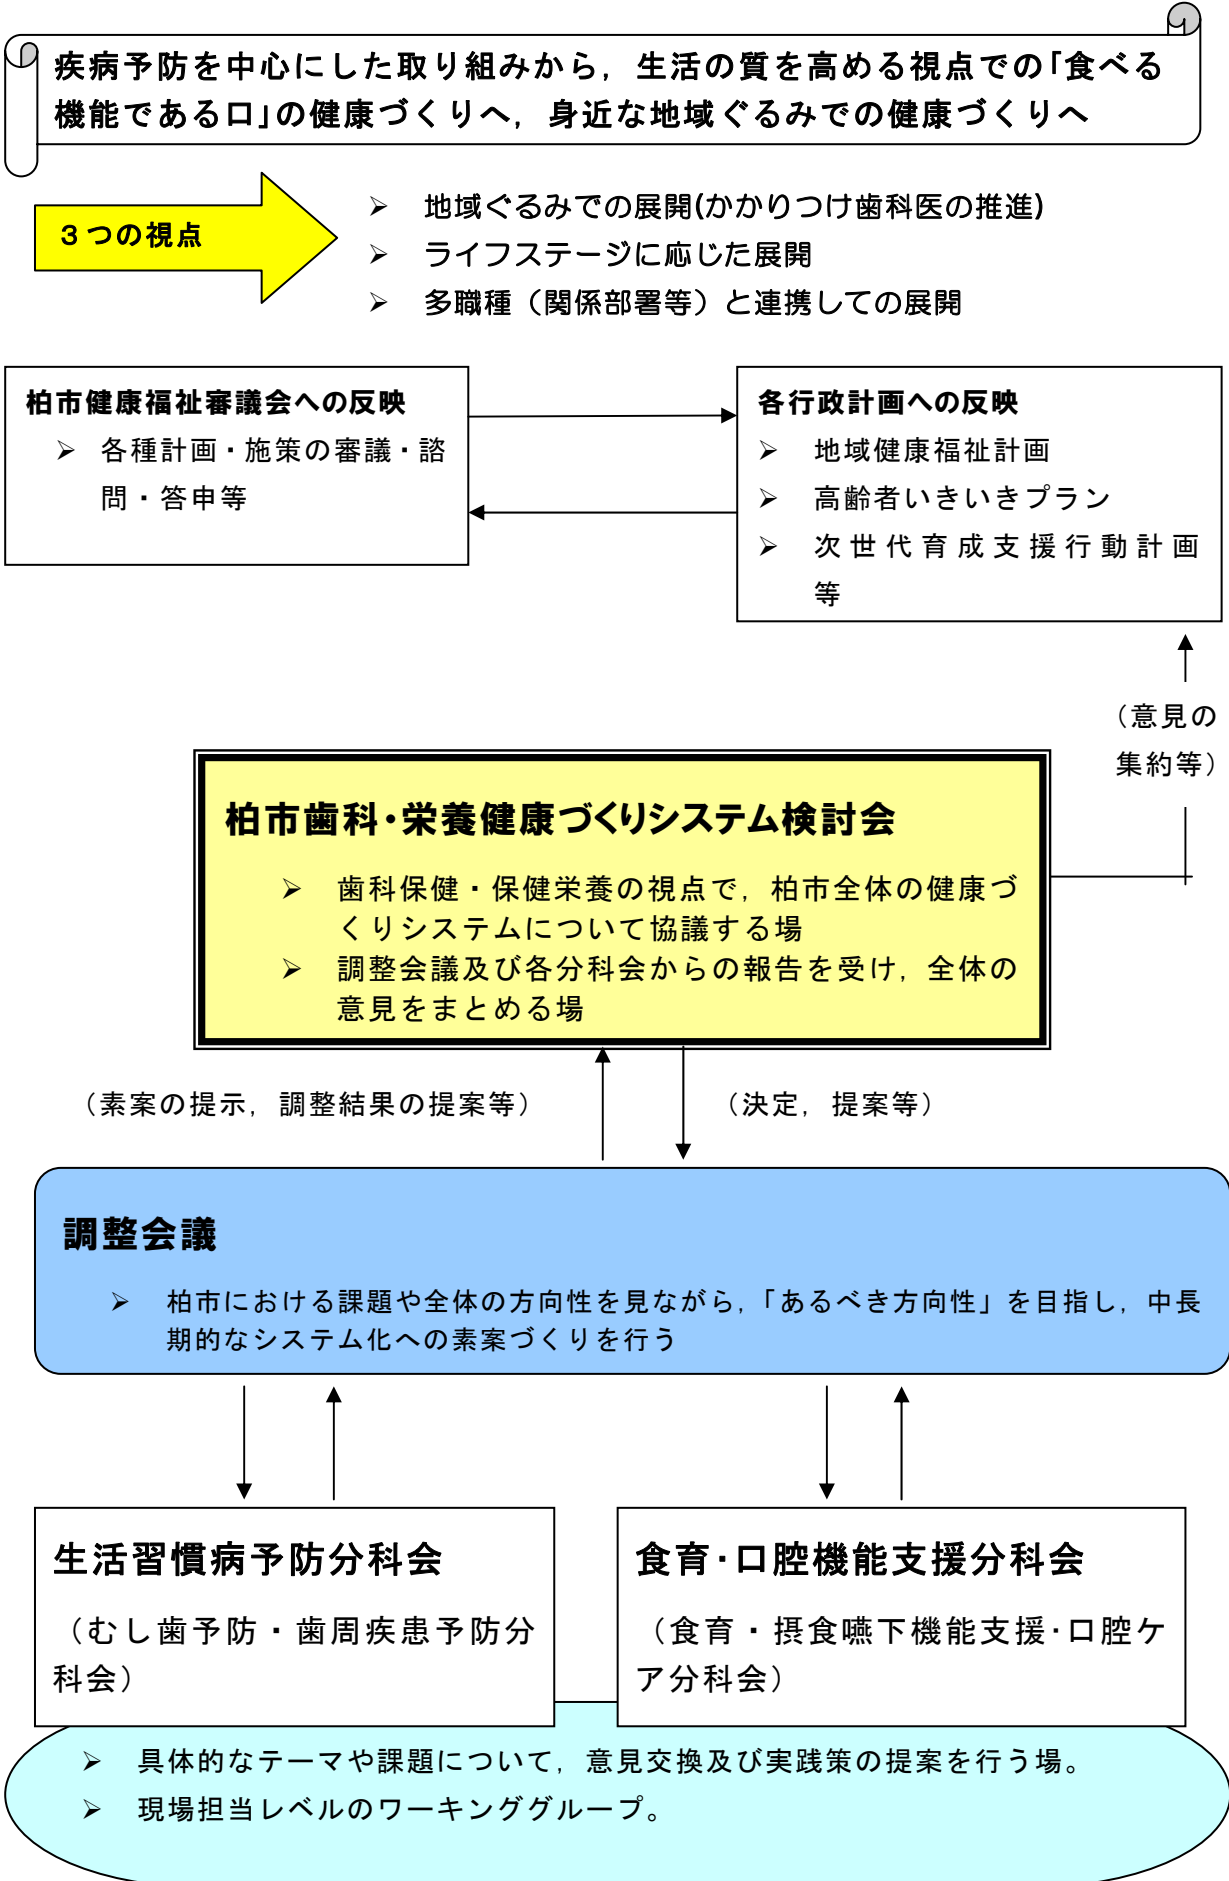 疾病予防を中心にした取り組みから，生活の質を高める視点での｢食べる
機能である口｣の健康づくりへ，身近な地域ぐるみでの健康づくりへ
３つの視点
➢ 地域ぐるみでの展開(かかりつけ歯科医の推進)
➢ ライフステージに応じた展開
➢ 多職種（関係部署等）と連携しての展開
柏市健康福祉審議会への反映
➢ 各種計画・施策の審議・諮
問・答申等
各行政計画への反映
➢ 地域健康福祉計画
➢ 高齢者いきいきプラン
➢ 次世代育成支援行動計画
等
（意見の
集約等）
柏市歯科・栄養健康づくりシステム検討会
➢ 歯科保健・保健栄養の視点で，柏市全体の健康づ
くりシステムについて協議する場
➢ 調整会議及び各分科会からの報告を受け，全体の
意見をまとめる場
（素案の提示，調整結果の提案等）
（決定，提案等）
調整会議
➢ 柏市における課題や全体の方向性を見ながら，「あるべき方向性」を目指し，中長
期的なシステム化への素案づくりを行う
生活習慣病予防分科会
（むし歯予防・歯周疾患予防分
科会）
食育・口腔機能支援分科会
（食育・摂食嚥下機能支援・口腔ケ
ア分科会）
➢ 具体的なテーマや課題について，意見交換及び実践策の提案を行う場。
➢ 現場担当レベルのワーキンググループ。